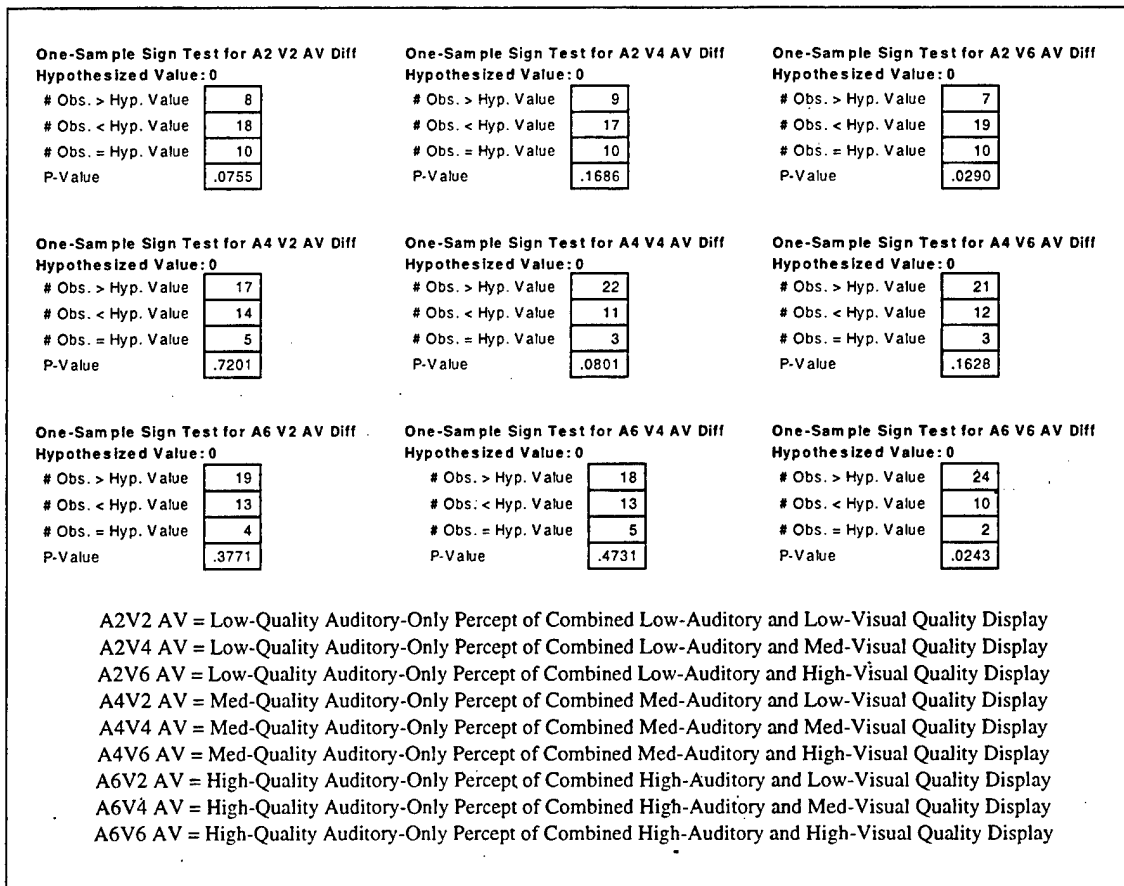 One-Sample Sign Test for A2 V2 AV Diff
Hypothesized Value: 0
# Obs. > Hyp. Value 8
# Obs. < Hyp. Value 18
# Obs. = Hyp. Value 10
P-Value .0755
One-Sample Sign Test for A2 V4 AV Diff
Hypothesized Value: 0
# Obs. > Hyp. Value 9
# Obs. < Hyp. Value 17
# Obs. = Hyp. Value 10
P-Value .1686
One-Sample Sign Test for A2 V6 AV Diff
Hypothesized Value: 0
# Obs. > Hyp. Value 7
# Obs. < Hyp. Value 19
# Obs. = Hyp. Value 10
P-Value .0290
One-Sample Sign Test for A4 V2 AV Diff
Hypothesized Value: 0
# Obs. > Hyp. Value 17
# Obs. < Hyp. Value 14
# Obs. = Hyp. Value 5
P-Value .7201
One-Sample Sign Test for A4 V4 AV Diff
Hypothesized Value: 0
# Obs. > Hyp. Value 22
# Obs. < Hyp. Value 11
# Obs. = Hyp. Value 3
P-Value .0801
One-Sample Sign Test for A4 V6 AV Diff
Hypothesized Value: 0
# Obs. > Hyp. Value 21
# Obs. < Hyp. Value 12
# Obs. = Hyp. Value 3
P-Value .1628
One-Sample Sign Test for A6 V2 AV Diff
Hypothesized Value: 0
# Obs. > Hyp. Value 19
# Obs. < Hyp. Value 13
# Obs. = Hyp. Value 4
P-Value .3771
One-Sample Sign Test for A6 V4 AV Diff
Hypothesized Value: 0
# Obs. > Hyp. Value 18
# Obs. < Hyp. Value 13
# Obs. = Hyp. Value 5
P-Value .4731
One-Sample Sign Test for A6 V6 AV Diff
Hypothesized Value: 0
# Obs. > Hyp. Value 24
# Obs. < Hyp. Value 10
# Obs. = Hyp. Value 2
P-Value .0243
A2V2 AV = Low-Quality Auditory-Only Percept of Combined Low-Auditory and Low-Visual Quality Display
A2V4 AV = Low-Quality Auditory-Only Percept of Combined Low-Auditory and Med-Visual Quality Display
A2V6 AV = Low-Quality Auditory-Only Percept of Combined Low-Auditory and High-Visual Quality Display
A4V2 AV = Med-Quality Auditory-Only Percept of Combined Med-Auditory and Low-Visual Quality Display
A4V4 AV = Med-Quality Auditory-Only Percept of Combined Med-Auditory and Med-Visual Quality Display
A4V6 AV = Med-Quality Auditory-Only Percept of Combined Med-Auditory and High-Visual Quality Display
A6V2 AV = High-Quality Auditory-Only Percept of Combined High-Auditory and Low-Visual Quality Display
A6V4 AV = High-Quality Auditory-Only Percept of Combined High-Auditory and Med-Visual Quality Display
A6V6 AV = High-Quality Auditory-Only Percept of Combined High-Auditory and High-Visual Quality Display